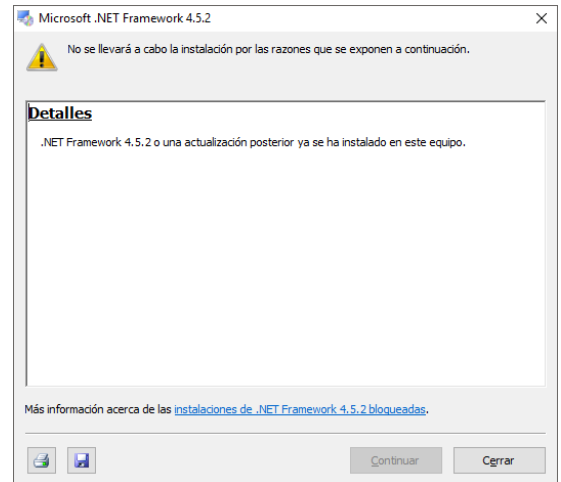 Microsoft .NET Framework 4.5.2
No se llevará a cabo la instalación por las razones que se exponen a continuación.
Detalles
.NET Framework 4.5.2 o una actualización posterior ya se ha instalado en este equipo.
Más información acerca de las instalaciones de .NET Framework 4.5.2 bloqueadas.
Continuar
Cerrar